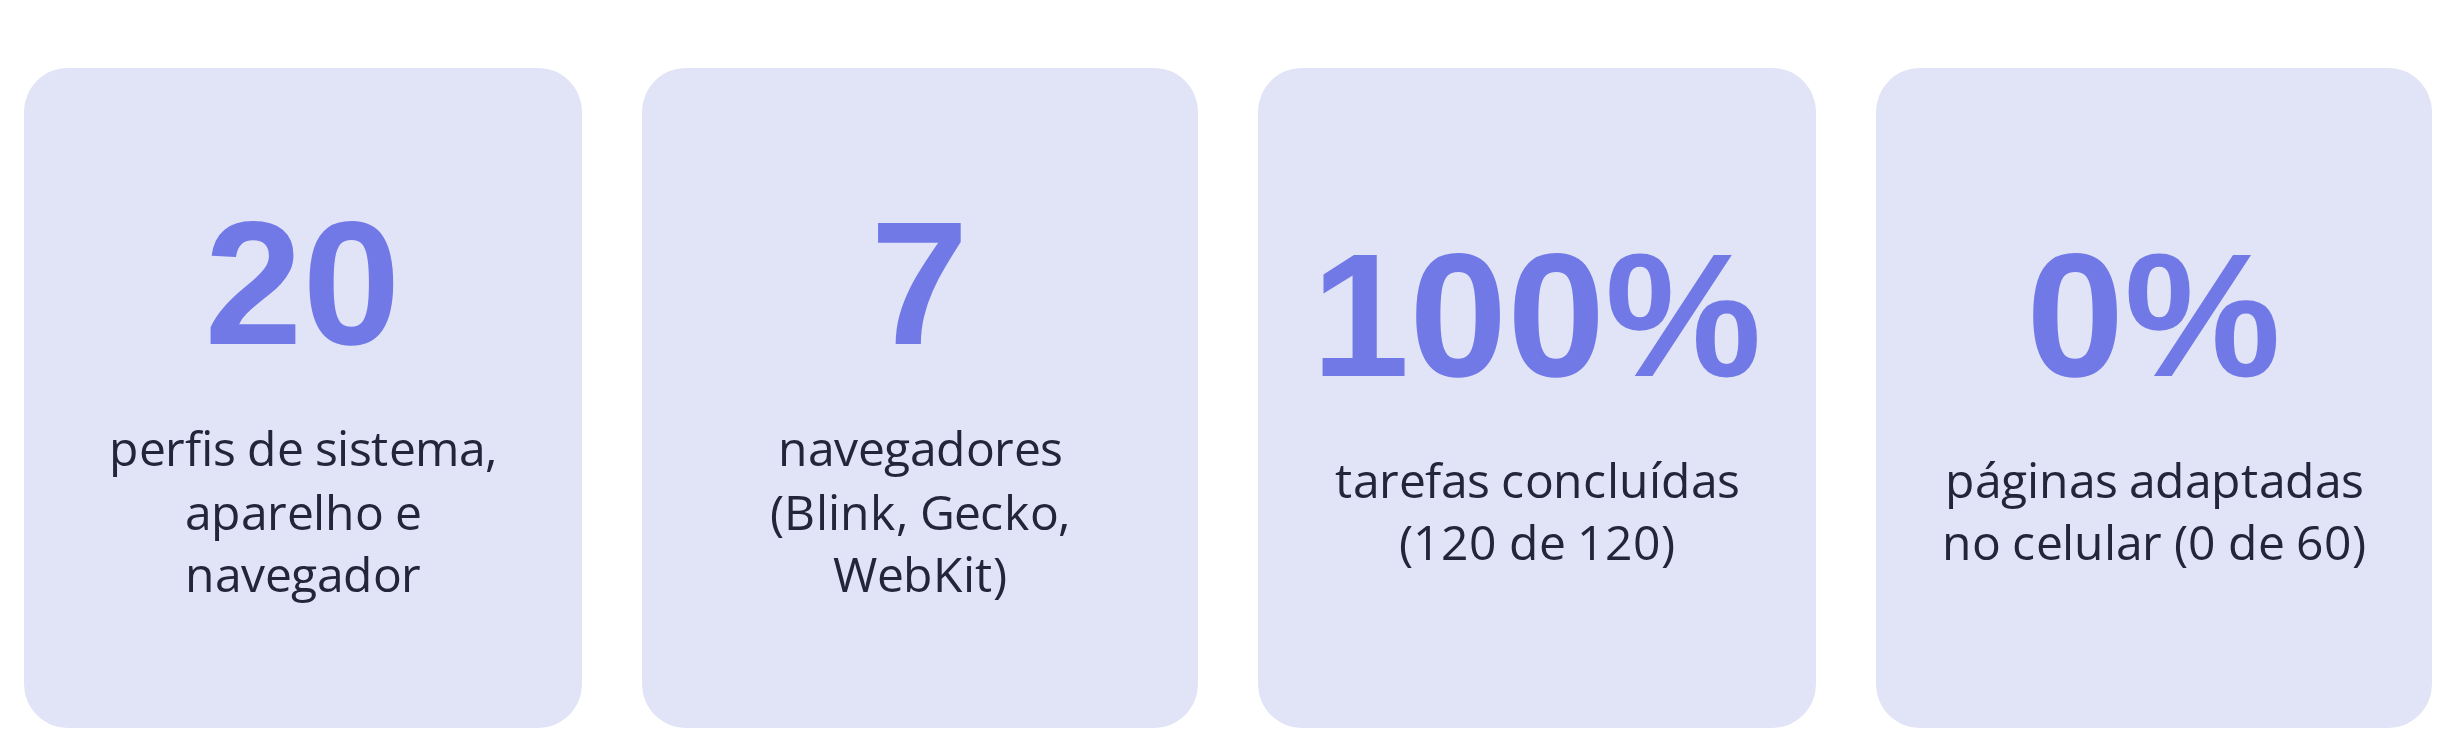 20
perfis de sistema,
aparelho e
navegador
7
navegadores
(Blink, Gecko,
WebKit)
100%
tarefas concluídas
(120 de 120)
0%
páginas adaptadas
no celular (0 de 60)